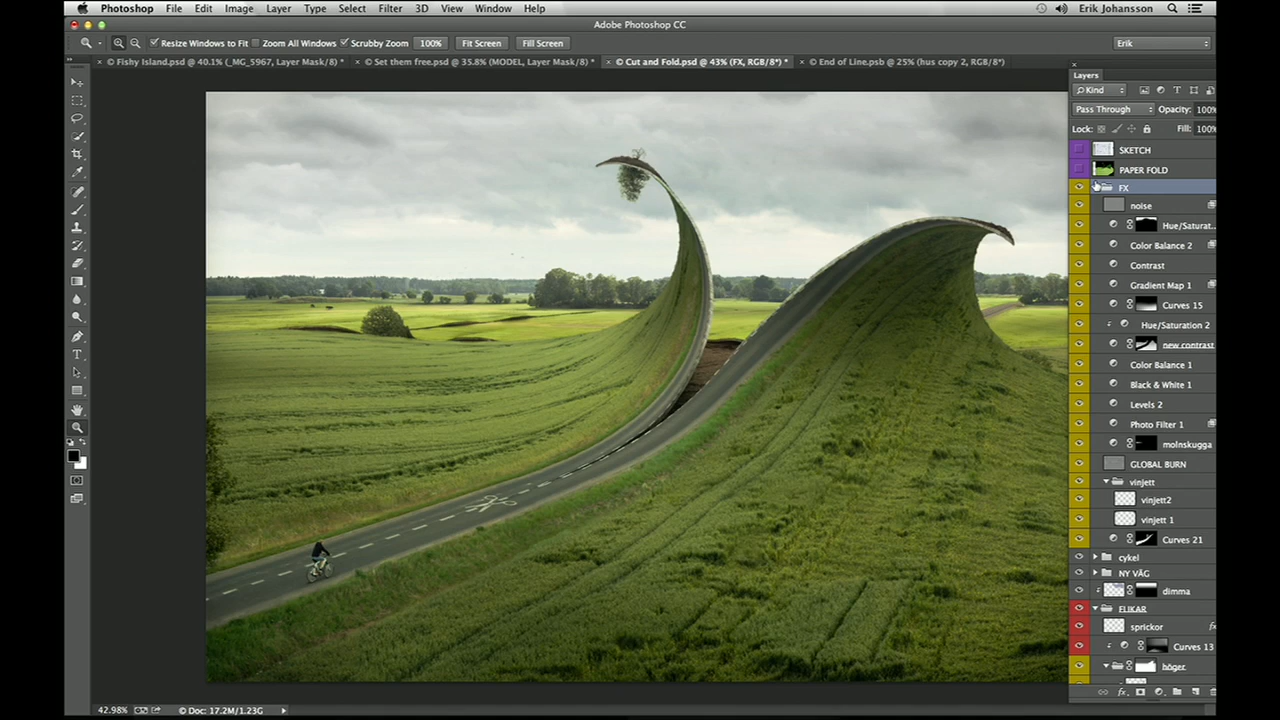 Photoshop File Edit Image Layer Type Select Filter 3D View Window Help Erik Johansson
Adobe Photoshop CC
Resize Windows to Fit Zoom All Windows Scrubby Zoom 100% Fit Screen Fill Screen Erik
× © Fishy Island.psd @ 40.1% (_MG_5967, Layer Mask/8) * × © Set them free.psd @ 35.8% (MODEL, Layer Mask/8) * × © Cut and Fold.psd @ 43% (FX, RGB/8*) * × © End of Line.psb @ 25% (hus copy 2, RGB/8*)
Layers
Kind
Pass Through Opacity: 100%
Lock: Fill: 100%
SKETCH
PAPER FOLD
FX
noise
Hue/Saturat...
Color Balance 2
Contrast
Gradient Map 1
Curves 15
Hue/Saturation 2
new contrast
Color Balance 1
Black & White 1
Levels 2
Photo Filter 1
molnskugga
GLOBAL BURN
vinjett
vinjett2
vinjett 1
Curves 21
cykel
NY VÄG
dimma
FLIKAR
sprickor fx
Curves 13
höger
42.98% © Doc: 17.2M/1.23G